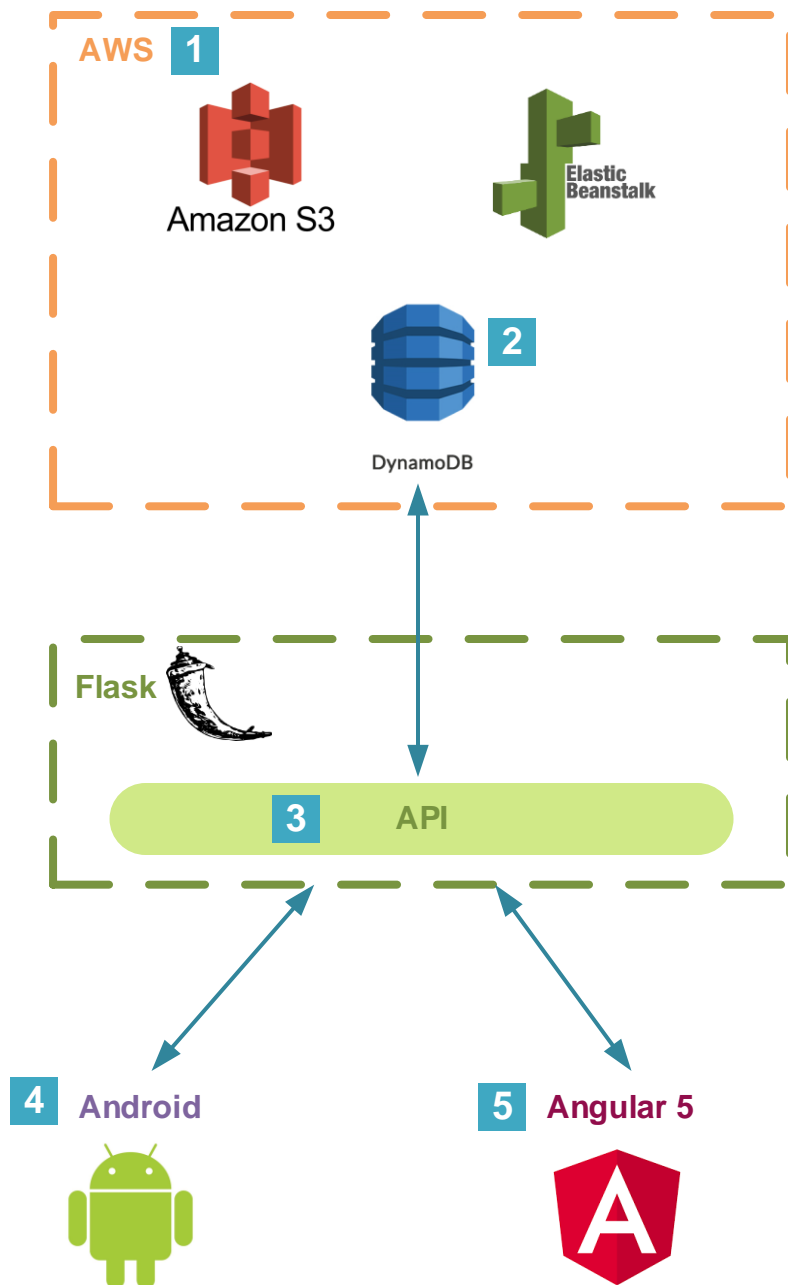 AWS 1
Amazon S3
Elastic
Beanstalk
2
DynamoDB
Flask
3 API
4 Android
5 Angular 5
A